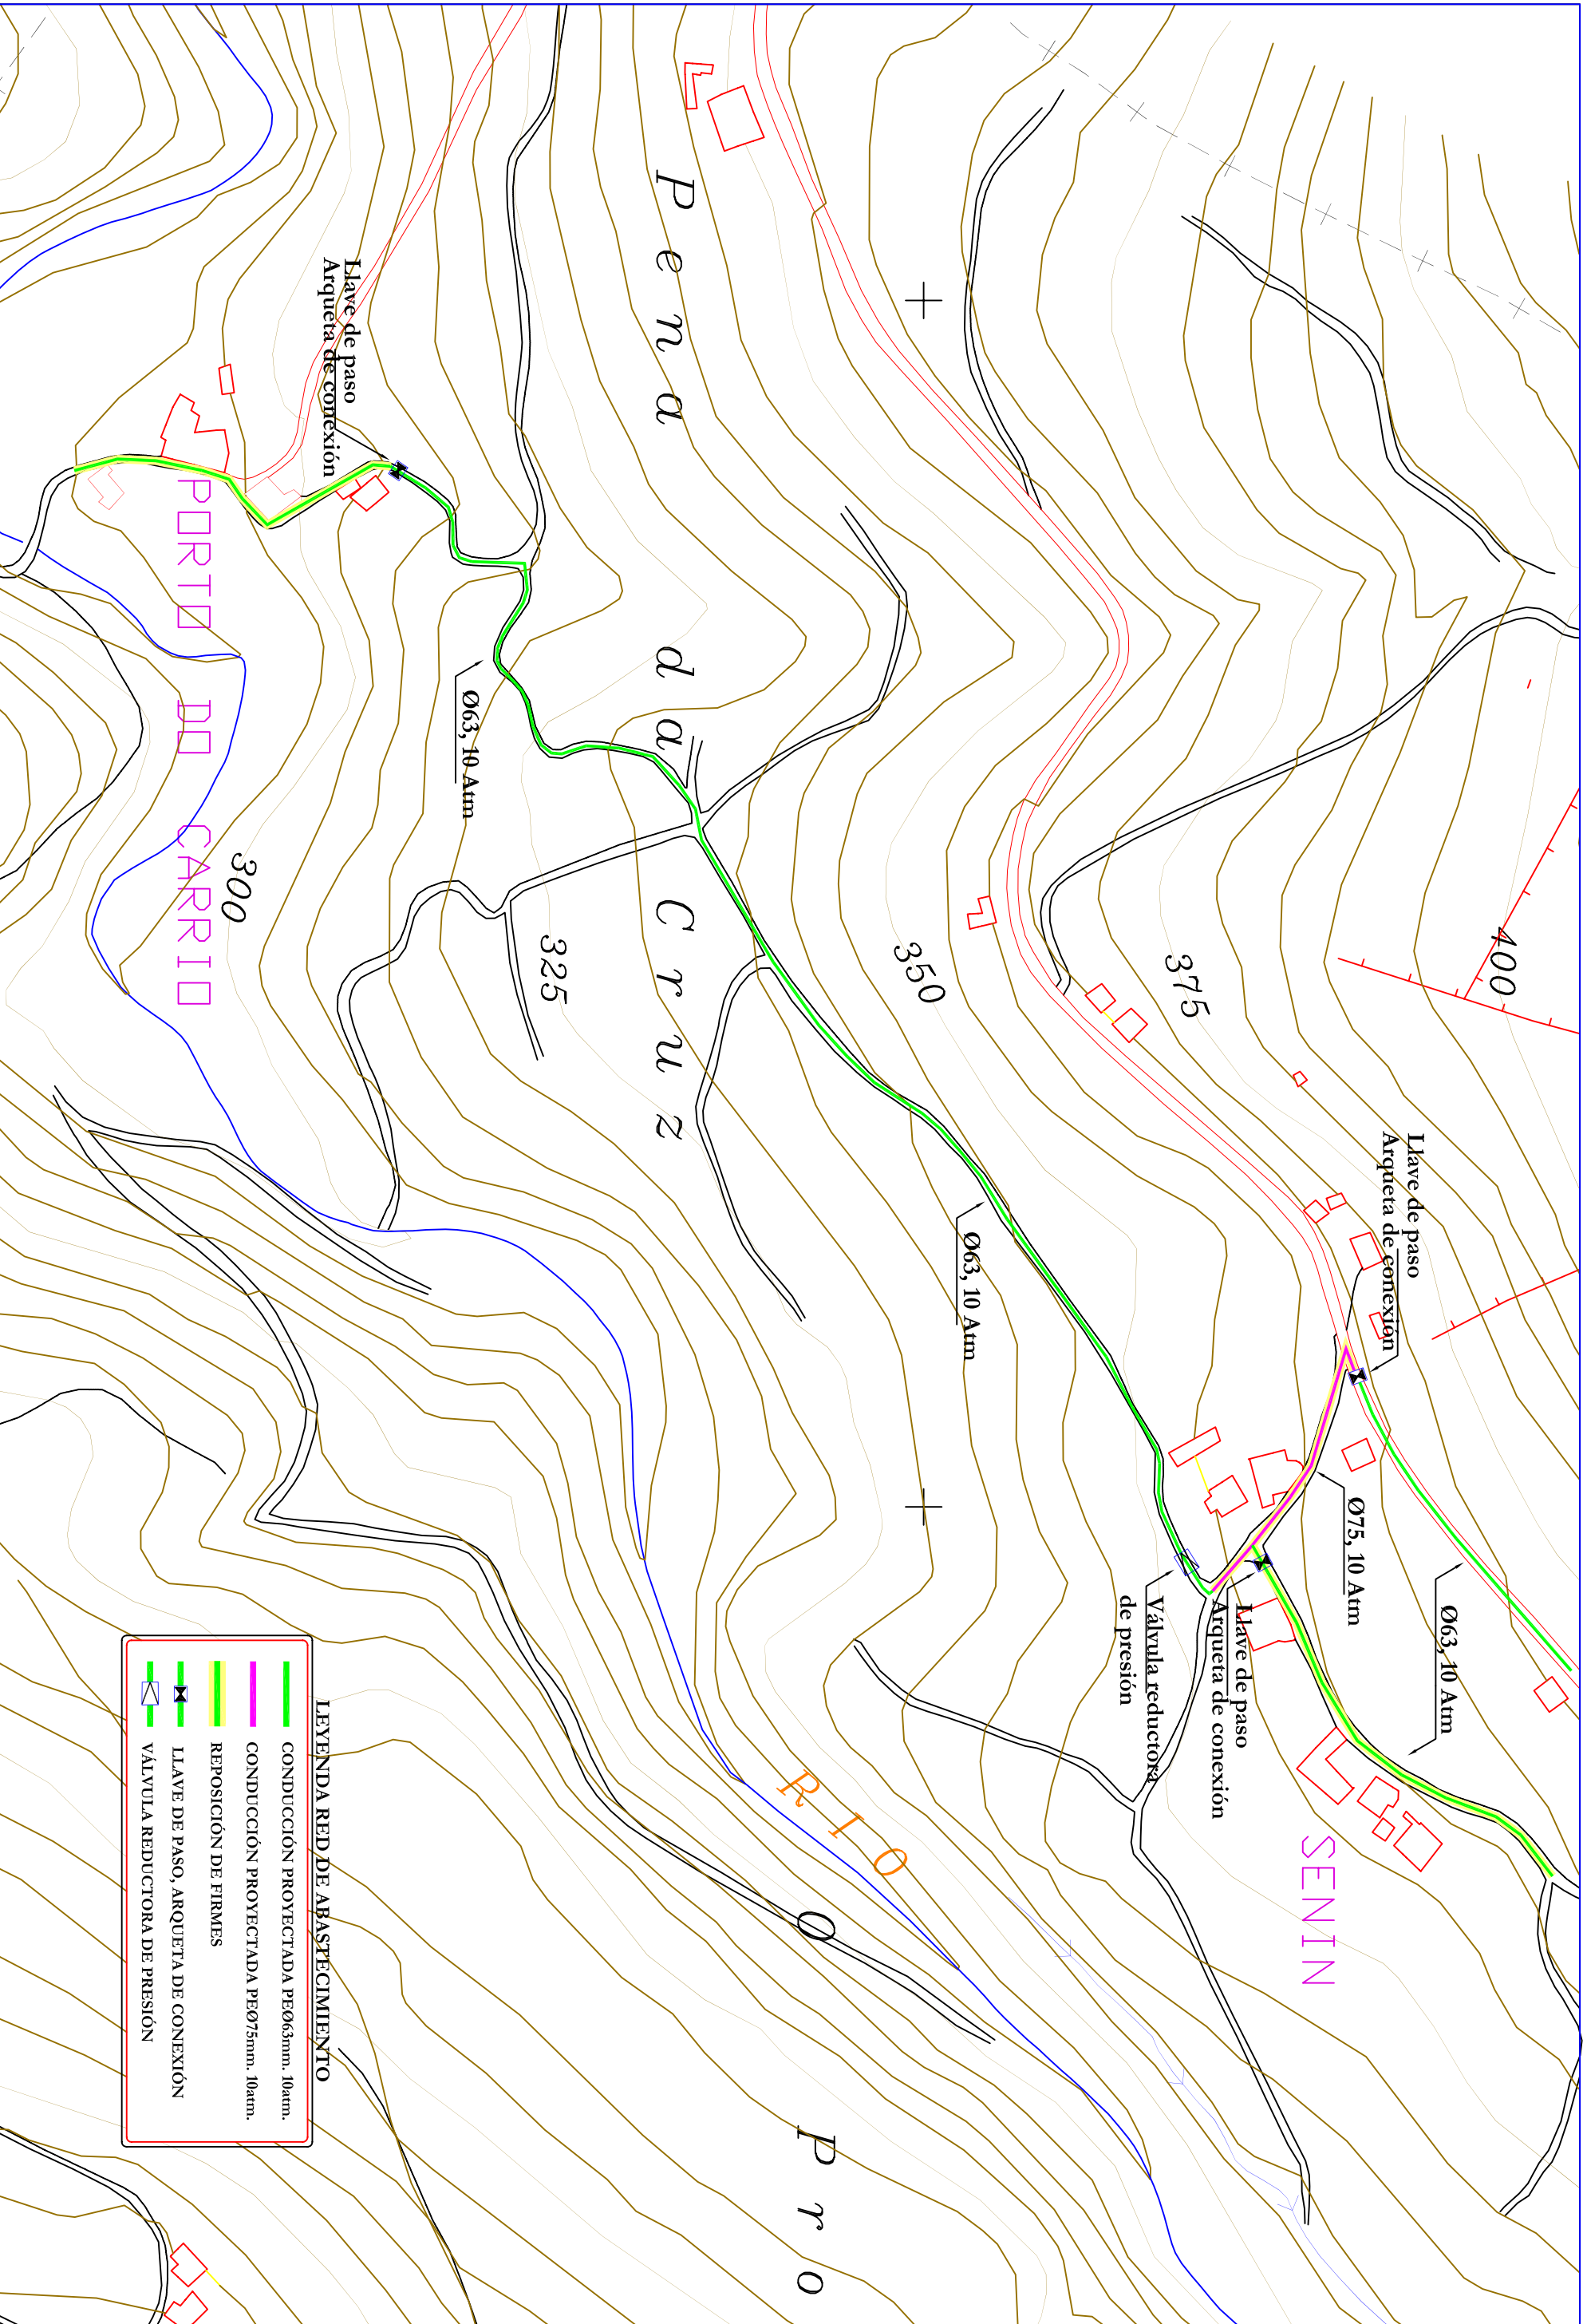 Pena da Cruz
Llave de paso
Arqueta de conexión
PORTO DO CARRIO
Ø63, 10 Atm
300
325
350
375
400
Llave de paso
Arqueta de conexión
Ø63, 10 Atm
Ø75, 10 Atm
Ø63, 10 Atm
Llave de paso
Arqueta de conexión
Válvula reductora
de presión
SENIN
RIO
O Pro
LEYENDA RED DE ABASTECIMIENTO
CONDUCCIÓN PROYECTADA PEØ63mm. 10atm.
CONDUCCIÓN PROYECTADA PEØ75mm. 10atm.
REPOSICIÓN DE FIRMES
LLAVE DE PASO, ARQUETA DE CONEXIÓN
VÁLVULA REDUCTORA DE PRESIÓN